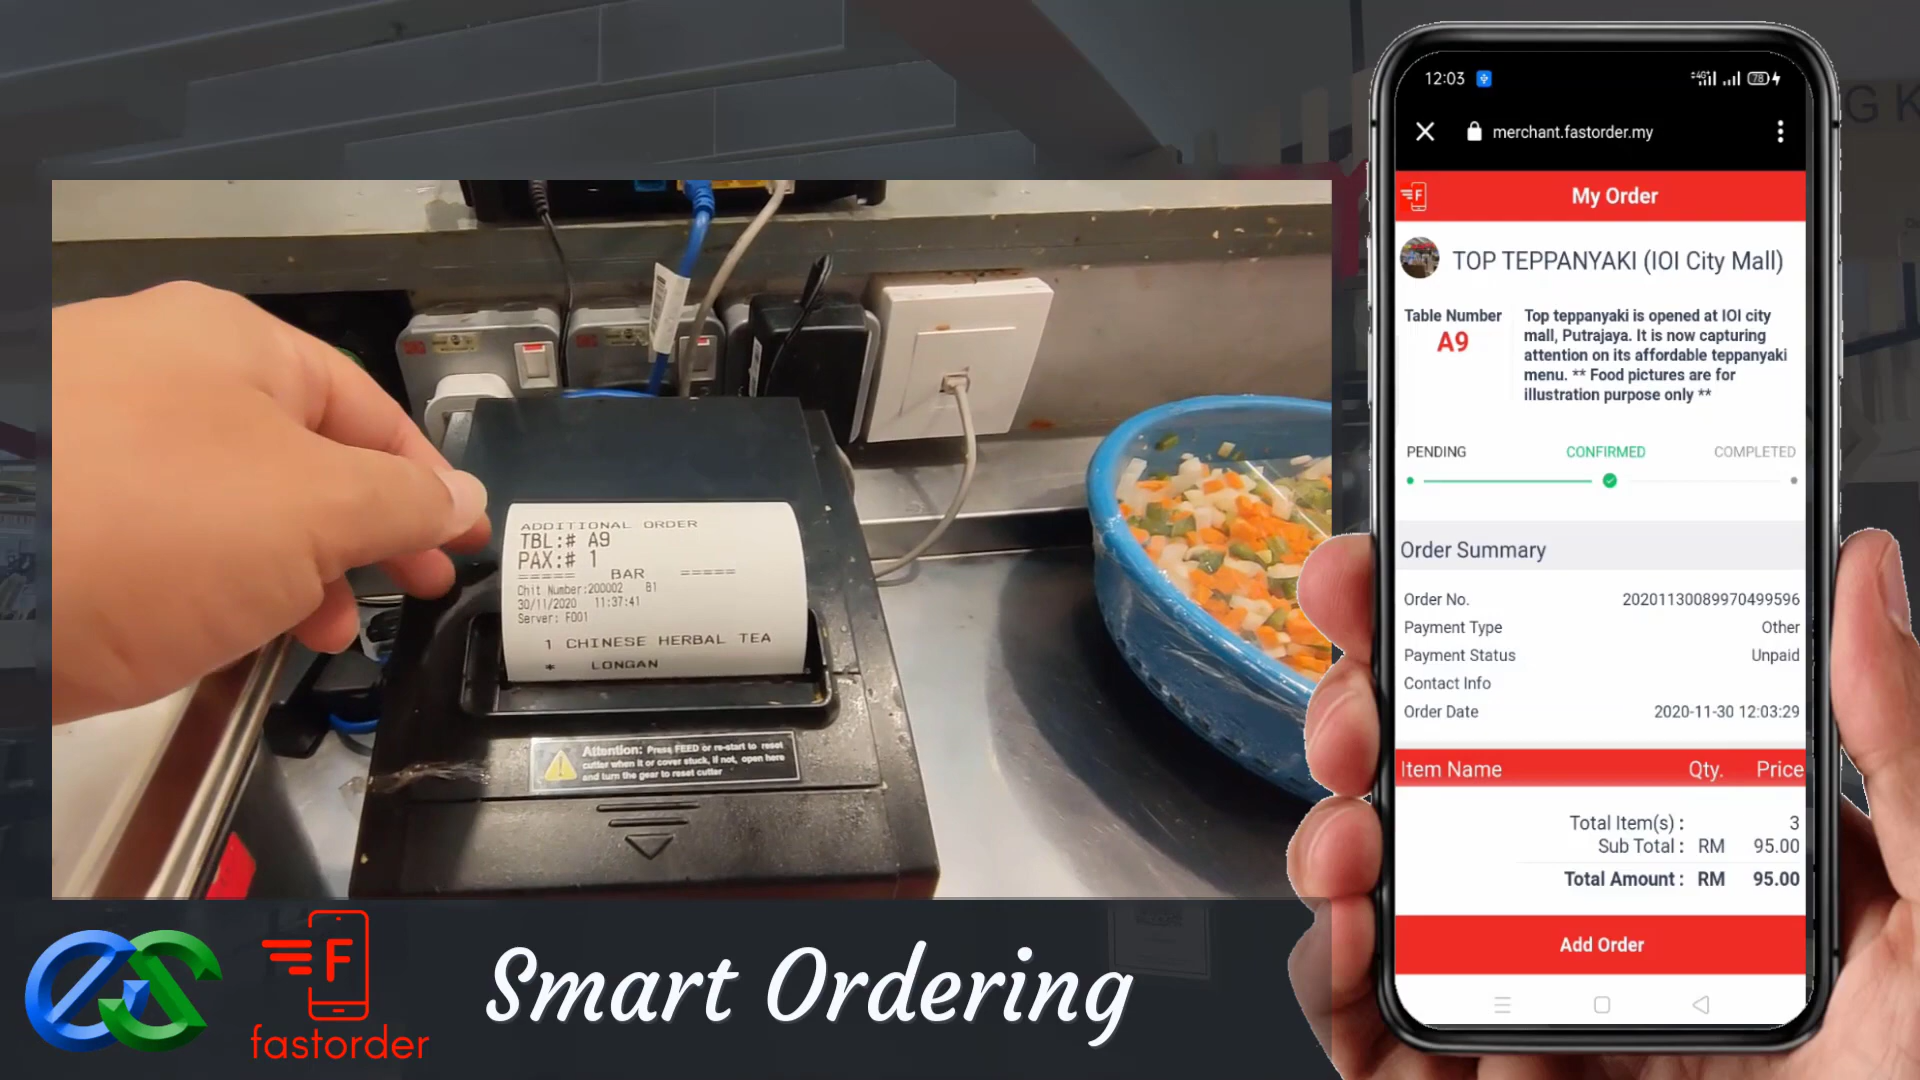 ADDITIONAL ORDER
TBL:# A9
PAX:# 1
===== BAR =====
Chit Number:200002 B1
30/11/2020 11:37:41
Server: F001
1 CHINESE HERBAL TEA
* LONGAN
Attention: Press FEED or re-start to reset
cutter when it or cover stuck, if not, open here
and turn the gear to reset cutter
F
fastorder
Smart Ordering
12:03
4G+
78
merchant.fastorder.my
F
My Order
TOP TEPPANYAKI (IOI City Mall)
Table Number
A9
Top teppanyaki is opened at IOI city
mall, Putrajaya. It is now capturing
attention on its affordable teppanyaki
menu. ** Food pictures are for
illustration purpose only **
PENDING CONFIRMED COMPLETED
Order Summary
Order No. 20201130089970499596
Payment Type Other
Payment Status Unpaid
Contact Info
Order Date 2020-11-30 12:03:29
Item Name Qty. Price
Total Item(s) : 3
Sub Total : RM 95.00
Total Amount : RM 95.00
Add Order
G K